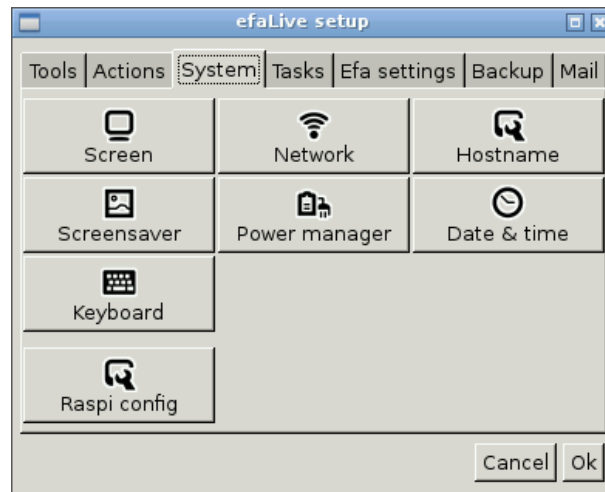 efaLive setup
Tools Actions System Tasks Efa settings Backup Mail
Screen Network Hostname
Screensaver Power manager Date & time
Keyboard
Raspi config
Cancel Ok